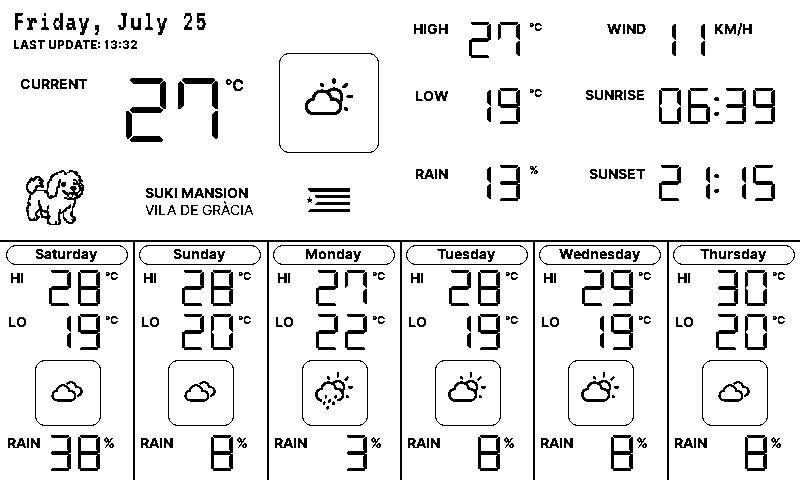 Friday, July 25
LAST UPDATE: 13:32
CURRENT 27 °C
SUKI MANSION
VILA DE GRÀCIA
HIGH 27 °C
LOW 19 °C
RAIN 13 %
WIND 11 KM/H
SUNRISE 06:39
SUNSET 21:15
Saturday
HI 28 °C
LO 19 °C
RAIN 38 %
Sunday
HI 28 °C
LO 20 °C
RAIN 8 %
Monday
HI 27 °C
LO 22 °C
RAIN 3 %
Tuesday
HI 28 °C
LO 19 °C
RAIN 8 %
Wednesday
HI 29 °C
LO 19 °C
RAIN 8 %
Thursday
HI 30 °C
LO 20 °C
RAIN 8 %